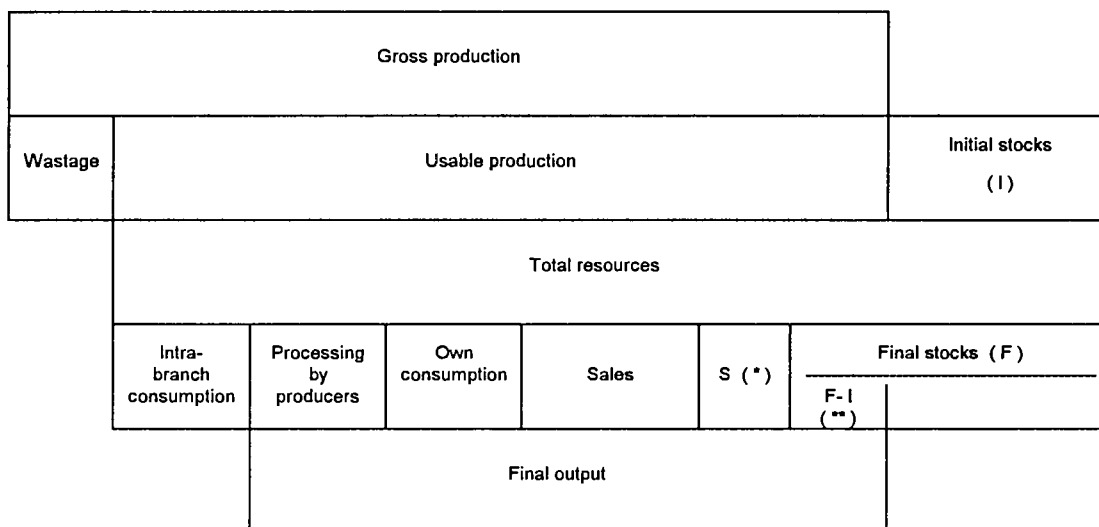 Gross production
Wastage
Usable production
Initial stocks
( I )
Total resources
Intra-
branch
consumption
Processing
by
producers
Own
consumption
Sales
S (*)
Final stocks ( F )
F- I
(**)
Final output